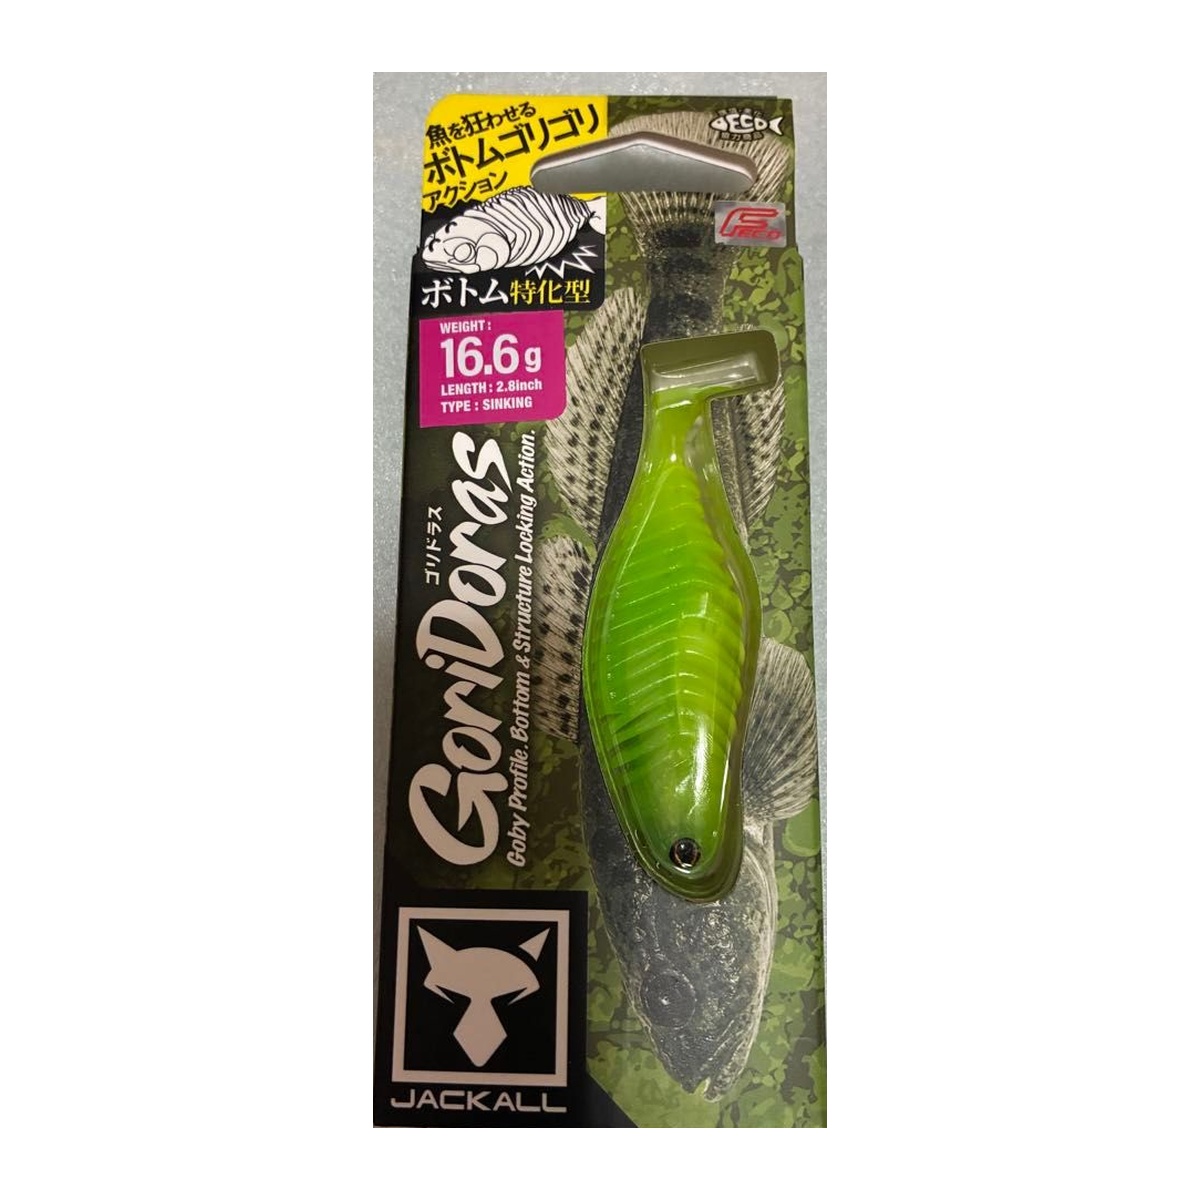 魚を狂わせる
ボトムゴリゴリ
アクション
ボトム特化型
WEIGHT:
16.6g
LENGTH: 2.8inch
TYPE: SINKING
ECO
FECO
ゴリドラス
GoriDoras
Goby Profile. Bottom & Structure Locking Action.
JACKALL